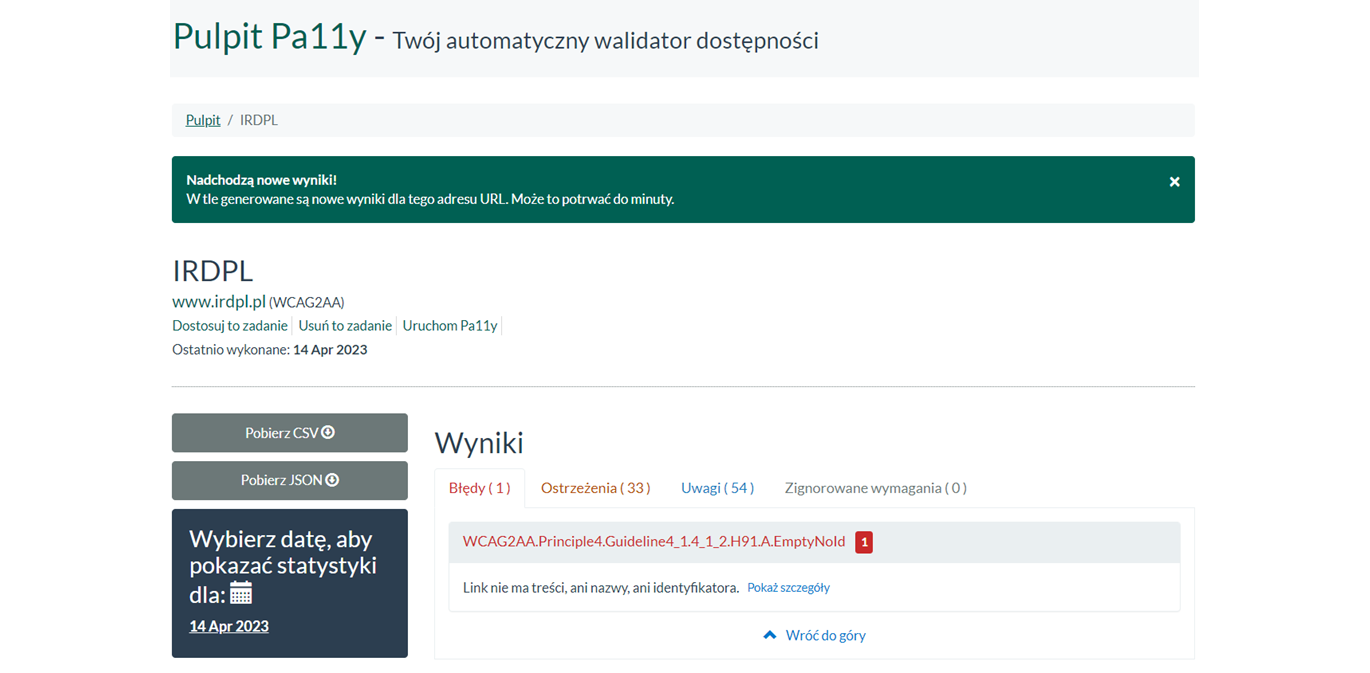 Pulpit Pa11y - Twój automatyczny walidator dostępności
Pulpit / IRDPL
Nadchodzą nowe wyniki!
W tle generowane są nowe wyniki dla tego adresu URL. Może to potrwać do minuty.
IRDPL
www.irdpl.pl (WCAG2AA)
Dostosuj to zadanie Usuń to zadanie Uruchom Pa11y
Ostatnio wykonane: 14 Apr 2023
Pobierz CSV
Pobierz JSON
Wybierz datę, aby
pokazać statystyki
dla:
14 Apr 2023
Wyniki
Błędy ( 1 ) Ostrzeżenia ( 33 ) Uwagi ( 54 ) Zignorowane wymagania ( 0 )
WCAG2AA.Principle4.Guideline4_1.4_1_2.H91.A.EmptyNoId 1
Link nie ma treści, ani nazwy, ani identyfikatora. Pokaż szczegóły
Wróć do góry